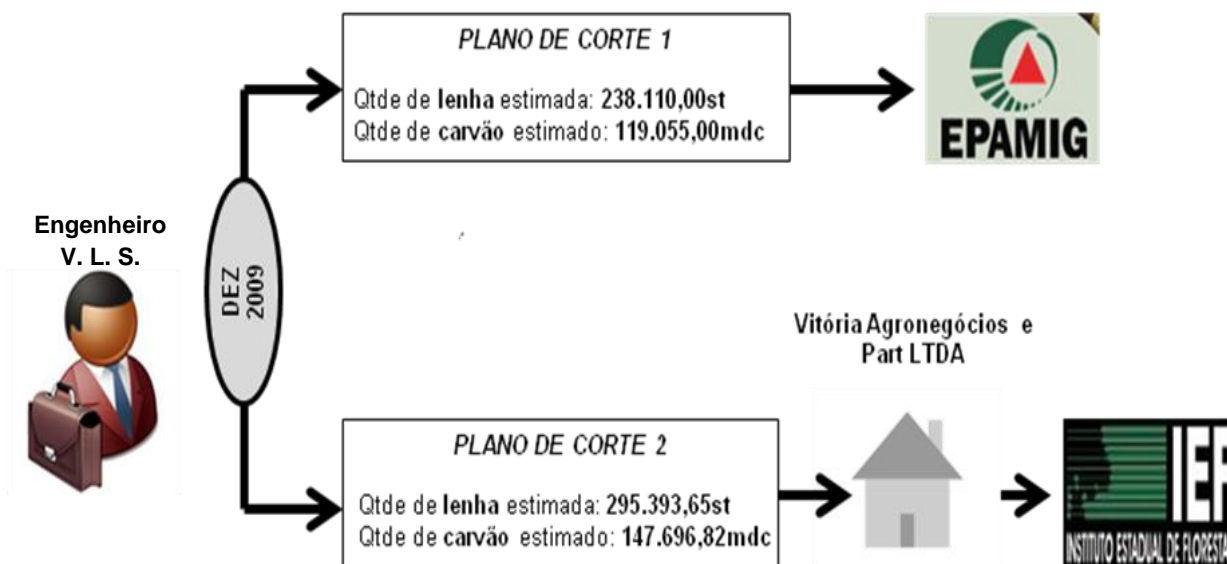 PLANO DE CORTE 1
Qtde de lenha estimada: 238.110,00st
Qtde de carvão estimado: 119.055,00mdc
EPAMIG
Engenheiro
V. L. S.
DEZ
2009
Vitória Agronegócios e
Part LTDA
PLANO DE CORTE 2
Qtde de lenha estimada: 295.393,65st
Qtde de carvão estimado: 147.696,82mdc
IEF
INSTITUTO ESTADUAL DE FLORESTA